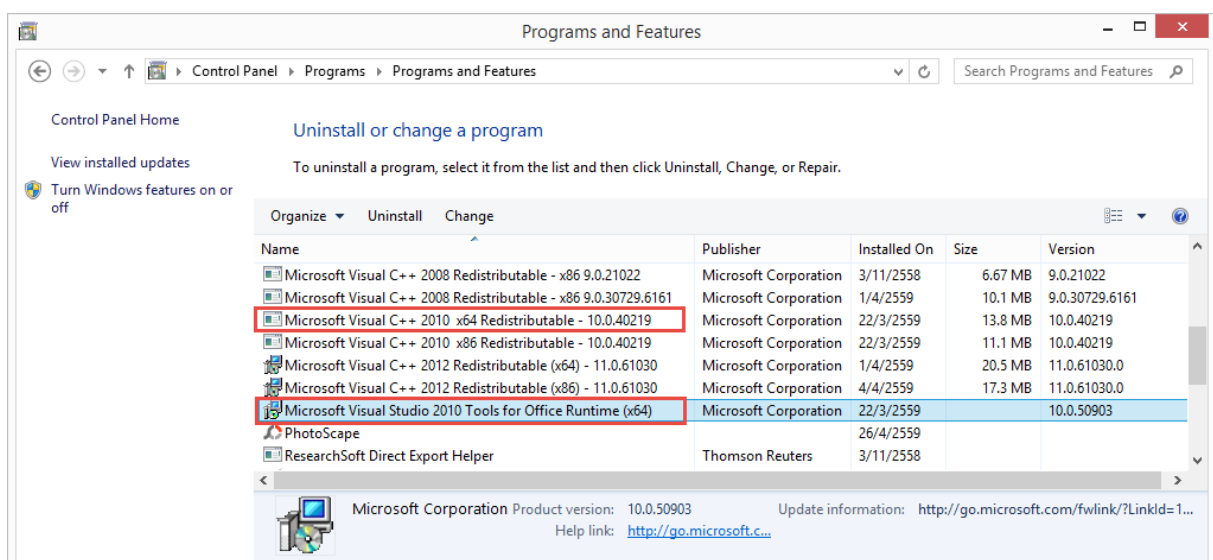 Programs and Features
Control Panel Programs Programs and Features Search Programs and Features
Control Panel Home
View installed updates
Turn Windows features on or
off
Uninstall or change a program
To uninstall a program, select it from the list and then click Uninstall, Change, or Repair.
Organize Uninstall Change
Name Publisher Installed On Size Version
Microsoft Visual C++ 2008 Redistributable - x86 9.0.21022 Microsoft Corporation 3/11/2558 6.67 MB 9.0.21022
Microsoft Visual C++ 2008 Redistributable - x86 9.0.30729.6161 Microsoft Corporation 1/4/2559 10.1 MB 9.0.30729.6161
Microsoft Visual C++ 2010 x64 Redistributable - 10.0.40219 Microsoft Corporation 22/3/2559 13.8 MB 10.0.40219
Microsoft Visual C++ 2010 x86 Redistributable - 10.0.40219 Microsoft Corporation 22/3/2559 11.1 MB 10.0.40219
Microsoft Visual C++ 2012 Redistributable (x64) - 11.0.61030 Microsoft Corporation 1/4/2559 20.5 MB 11.0.61030.0
Microsoft Visual C++ 2012 Redistributable (x86) - 11.0.61030 Microsoft Corporation 4/4/2559 17.3 MB 11.0.61030.0
Microsoft Visual Studio 2010 Tools for Office Runtime (x64) Microsoft Corporation 22/3/2559 10.0.50903
PhotoScape 26/4/2559
ResearchSoft Direct Export Helper Thomson Reuters 3/11/2558
Microsoft Corporation Product version: 10.0.50903 Update information: http://go.microsoft.com/fwlink/?LinkId=1...
Help link: http://go.microsoft.c...